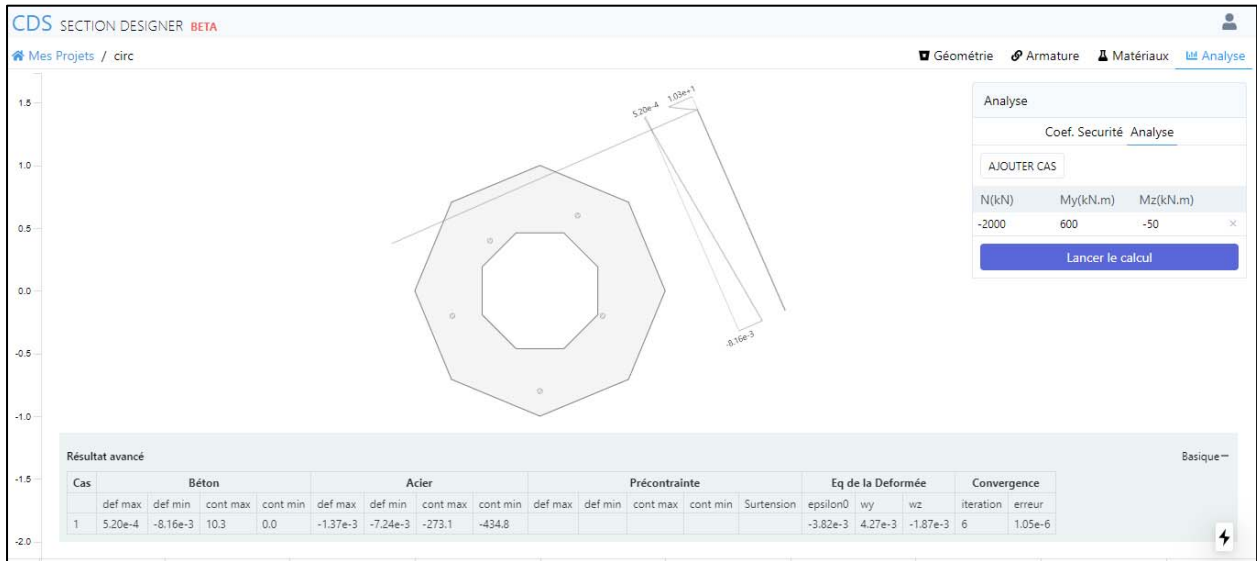 CDS SECTION DESIGNER BETA
Mes Projets / circ
Géométrie Armature Matériaux Analyse
1.5
1.0
0.5
0.0
-0.5
-1.0
-1.5
-2.0
5.20e-4
1.03e+1
-8.16e-3
Analyse
Coef. Securité Analyse
AJOUTER CAS
N(kN) My(kN.m) Mz(kN.m)
-2000 600 -50 ×
Lancer le calcul
Résultat avancé Basique−
Cas Béton Acier Précontrainte Eq de la Deformée Convergence
def max def min cont max cont min def max def min cont max cont min def max def min cont max cont min Surtension epsilon0 wy wz iteration erreur
1 5.20e-4 -8.16e-3 10.3 0.0 -1.37e-3 -7.24e-3 -273.1 -434.8 -3.82e-3 4.27e-3 -1.87e-3 6 1.05e-6